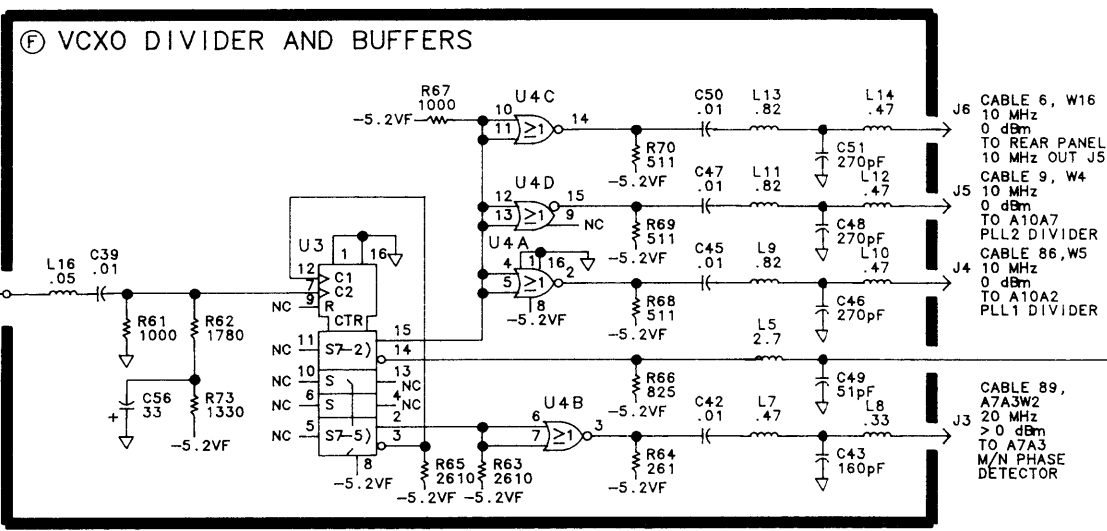 Ⓕ VCXO DIVIDER AND BUFFERS
R67
1000
-5.2VF
10
11
U4C
≥1
14
C50
.01
L13
.82
L14
.47
J6
CABLE 6, W16
10 MHz
0 dBm
TO REAR PANEL
10 MHz OUT J5
R70
511
-5.2VF
C51
270pF
12
13
U4D
≥1
15
9
NC
C47
.01
L11
.82
L12
.47
J5
CABLE 9, W4
10 MHz
0 dBm
TO A10A7
PLL2 DIVIDER
R69
511
-5.2VF
C48
270pF
U4A
4
5
1
16
≥1
2
8
-5.2VF
C45
.01
L9
.82
L10
.47
J4
CABLE 86,W5
10 MHz
0 dBm
TO A10A2
PLL1 DIVIDER
R68
511
-5.2VF
C46
270pF
L16
.05
C39
.01
R61
1000
R62
1780
C56
33
+
R73
1330
-5.2VF
U3
1
16
12
C1
7
C2
NC
9
R
CTR
NC
11
S7-2)
15
14
NC
10
S
13
NC
NC
6
S
4
NC
NC
5
S7-5)
2
3
8
-5.2VF
R65
2610
-5.2VF
R63
2610
-5.2VF
L5
2.7
R66
825
-5.2VF
C49
51pF
U4B
6
7
≥1
3
C42
.01
L7
.47
L8
.33
J3
CABLE 89,
A7A3W2
20 MHz
>0 dBm
TO A7A3
M/N PHASE
DETECTOR
R64
261
-5.2VF
C43
160pF